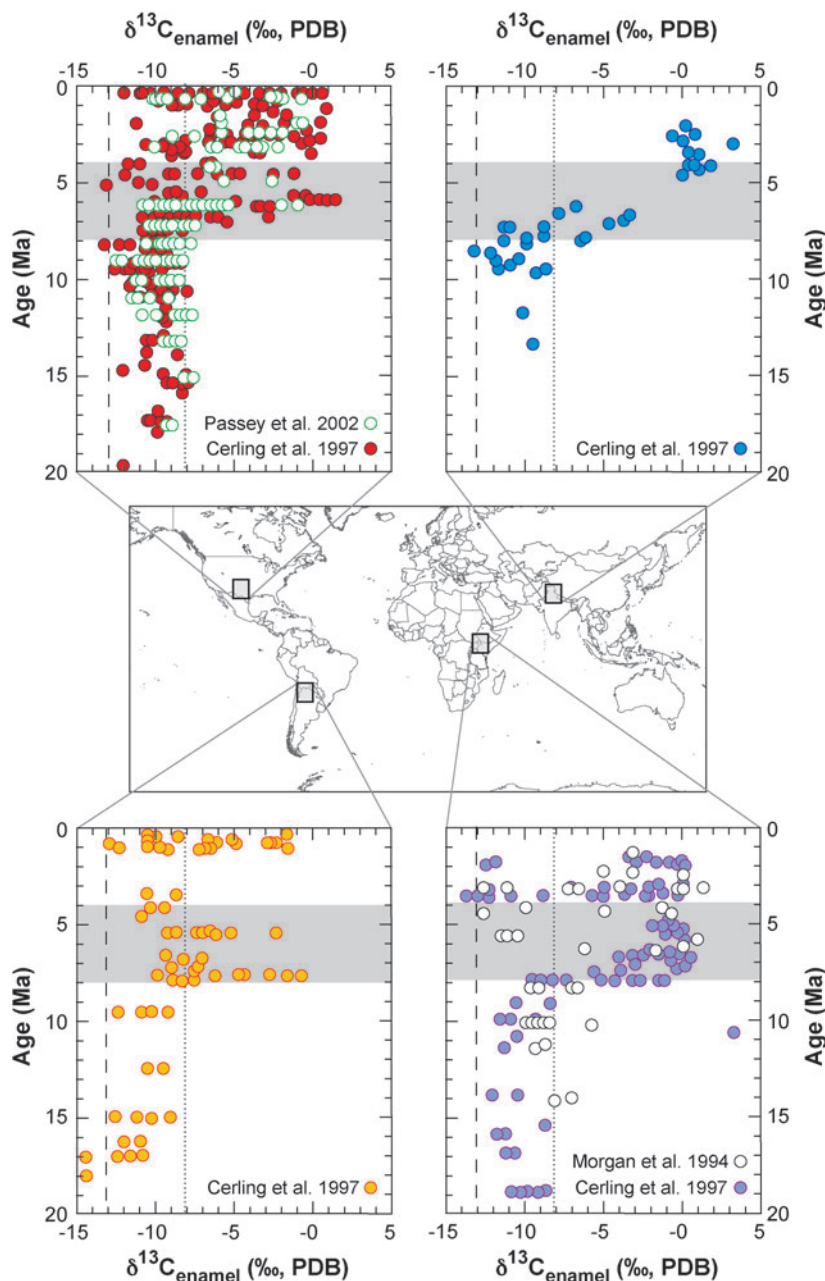 δ13Cenamel (‰, PDB)
-15 -10 -5 -0 5
0
5
10
15
20
Age (Ma)
Passey et al. 2002
Cerling et al. 1997
δ13Cenamel (‰, PDB)
-15 -10 -5 -0 5
0
5
10
15
20
Age (Ma)
Cerling et al. 1997
0
5
10
15
20
Age (Ma)
Cerling et al. 1997
-15 -10 -5 -0 5
δ13Cenamel (‰, PDB)
0
5
10
15
20
Age (Ma)
Morgan et al. 1994
Cerling et al. 1997
-15 -10 -5 -0 5
δ13Cenamel (‰, PDB)